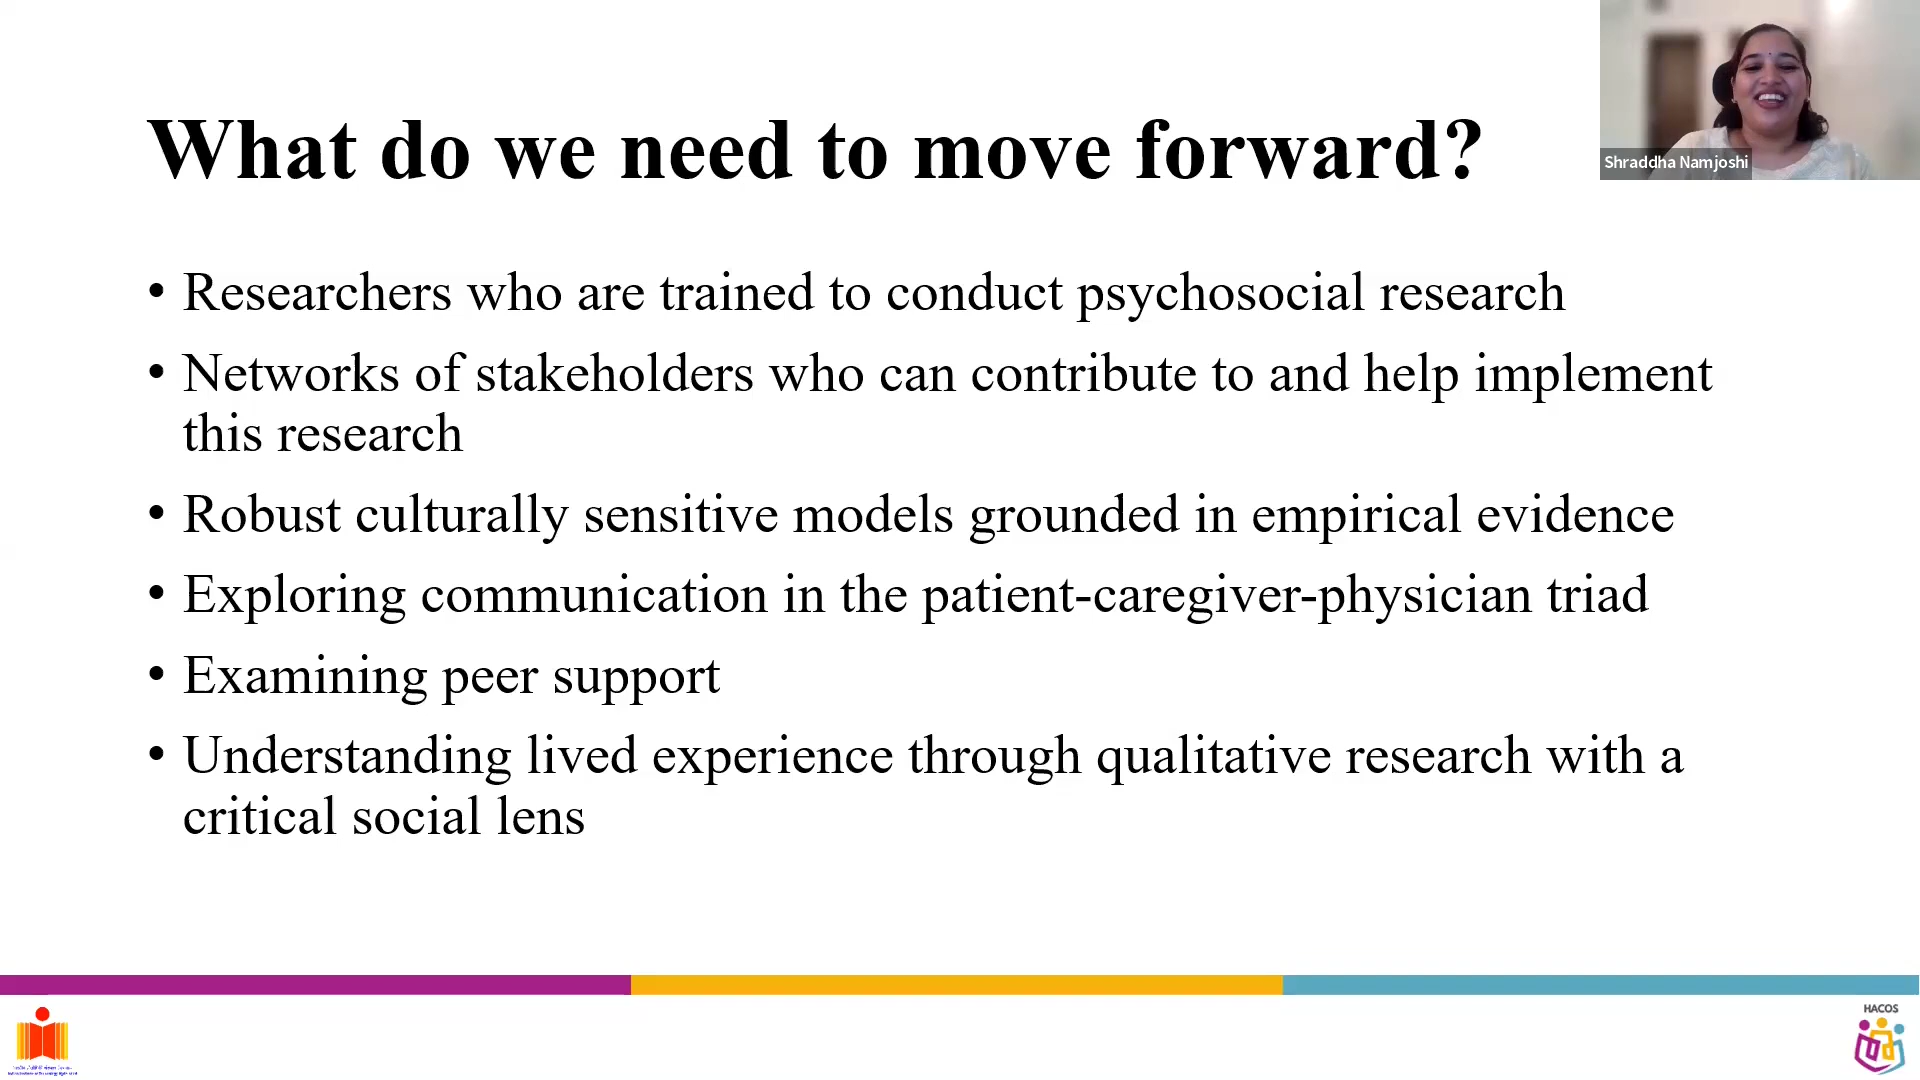 What do we need to move forward?
Shraddha Namjoshi
• Researchers who are trained to conduct psychosocial research
• Networks of stakeholders who can contribute to and help implement
this research
• Robust culturally sensitive models grounded in empirical evidence
• Exploring communication in the patient-caregiver-physician triad
• Examining peer support
• Understanding lived experience through qualitative research with a
critical social lens
HACOS